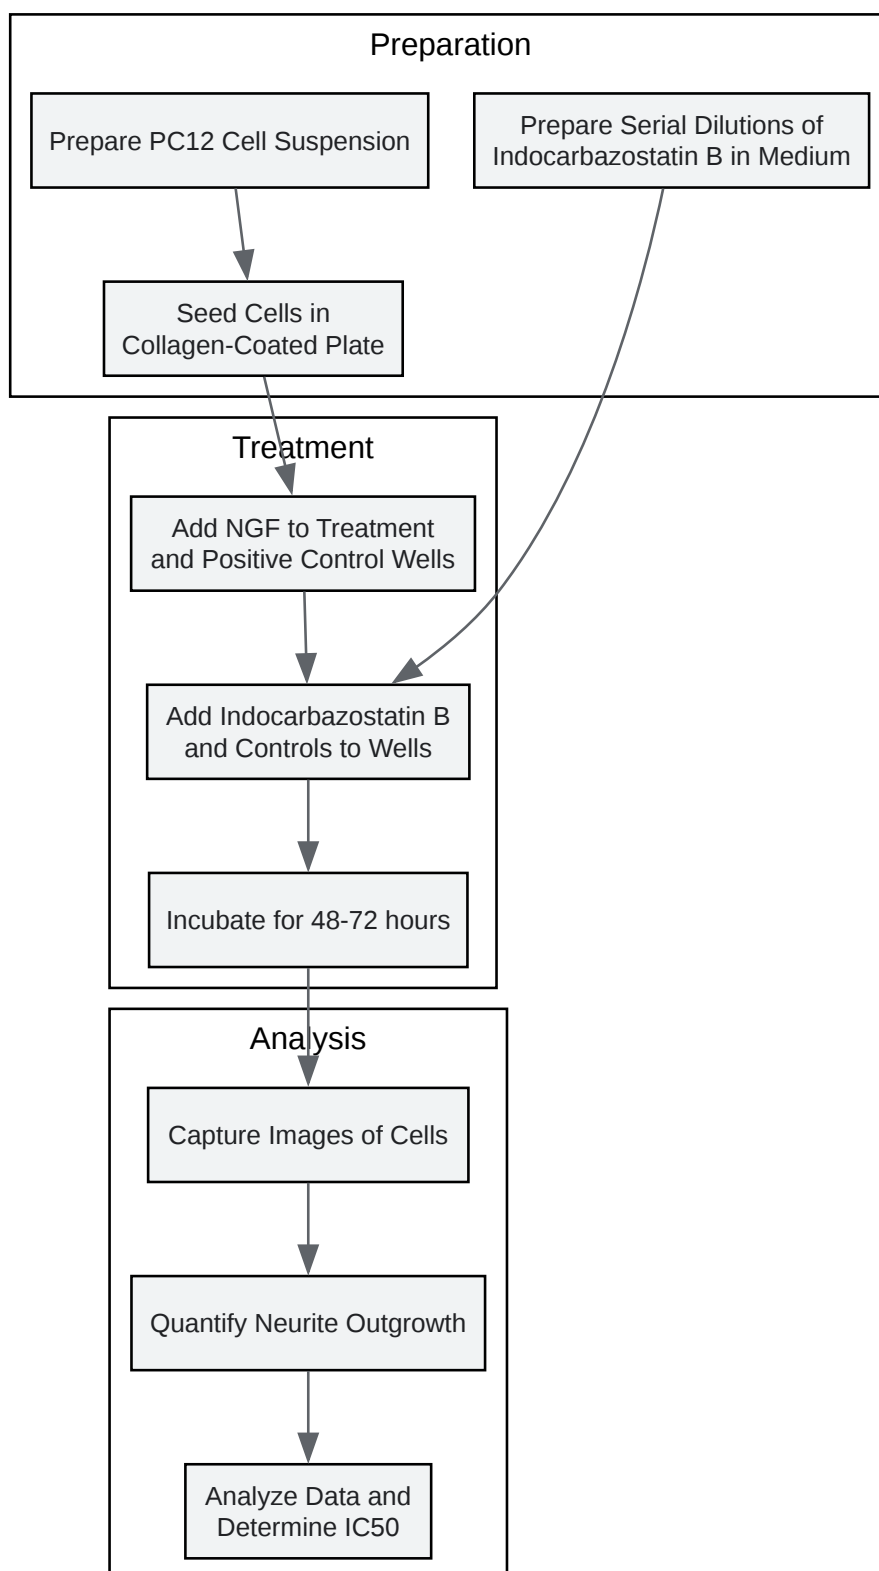 Preparation
Prepare PC12 Cell Suspension
Prepare Serial Dilutions of
Indocarbazostatin B in Medium
Seed Cells in
Collagen-Coated Plate
Treatment
Add NGF to Treatment
and Positive Control Wells
Add Indocarbazostatin B
and Controls to Wells
Incubate for 48-72 hours
Analysis
Capture Images of Cells
Quantify Neurite Outgrowth
Analyze Data and
Determine IC50